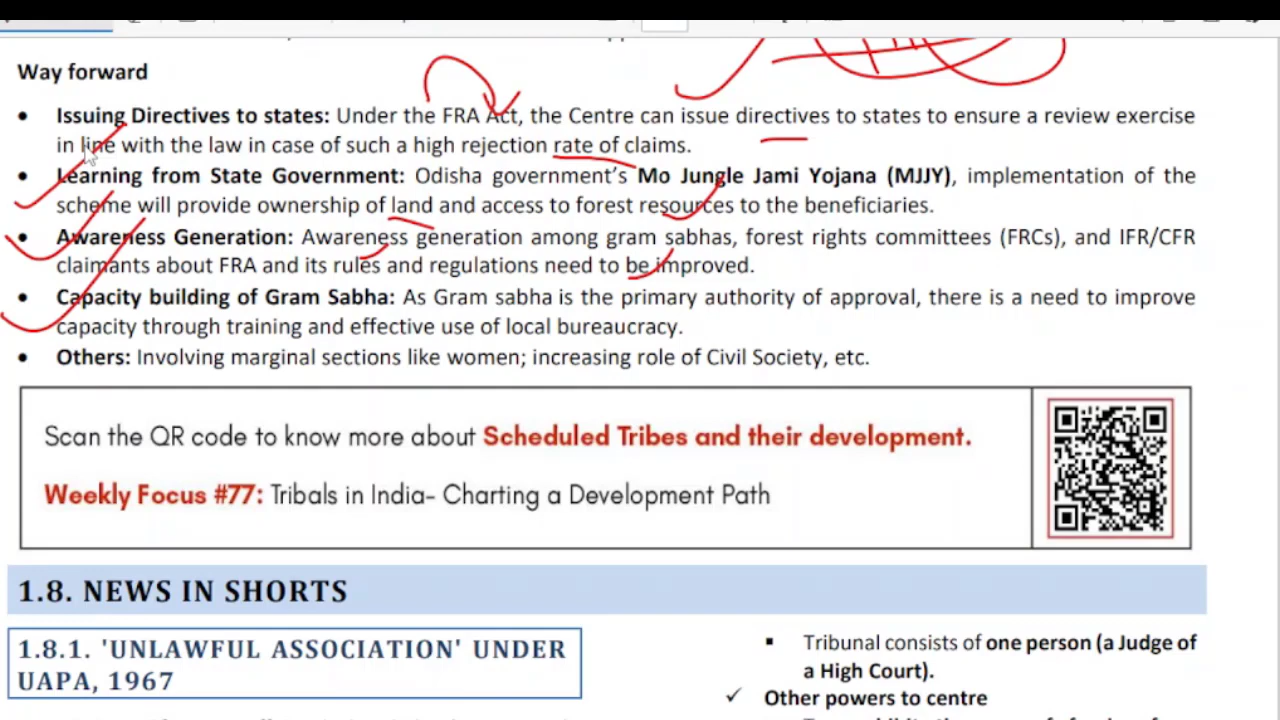 Way forward
• Issuing Directives to states: Under the FRA Act, the Centre can issue directives to states to ensure a review exercise
in line with the law in case of such a high rejection rate of claims.
• Learning from State Government: Odisha government's Mo Jungle Jami Yojana (MJJY), implementation of the
scheme will provide ownership of land and access to forest resources to the beneficiaries.
• Awareness Generation: Awareness generation among gram sabhas, forest rights committees (FRCs), and IFR/CFR
claimants about FRA and its rules and regulations need to be improved.
• Capacity building of Gram Sabha: As Gram sabha is the primary authority of approval, there is a need to improve
capacity through training and effective use of local bureaucracy.
• Others: Involving marginal sections like women; increasing role of Civil Society, etc.
Scan the QR code to know more about Scheduled Tribes and their development.
Weekly Focus #77: Tribals in India- Charting a Development Path
1.8. NEWS IN SHORTS
1.8.1. 'UNLAWFUL ASSOCIATION' UNDER
UAPA, 1967
▪ Tribunal consists of one person (a Judge of
a High Court).
✓ Other powers to centre